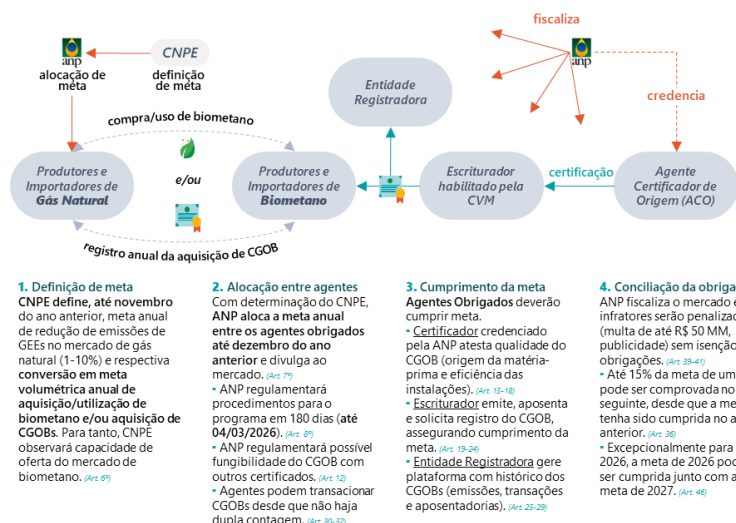 fiscaliza
anp
CNPE
anp
alocação de
meta
definição
de meta
Entidade
Registradora
credencia
compra/uso de biometano
Produtores e
Importadores de
Gás Natural
e/ou
Produtores e
Importadores de
Biometano
Escriturador
habilitado pela
CVM
certificação
Agente
Certificador de
Origem (ACO)
registro anual da aquisição de CGOB
1. Definição de meta
CNPE define, até novembro
do ano anterior, meta anual
de redução de emissões de
GEEs no mercado de gás
natural (1-10%) e respectiva
conversão em meta
volumétrica anual de
aquisição/utilização de
biometano e/ou aquisição de
CGOBs. Para tanto, CNPE
observará capacidade de
oferta do mercado de
biometano. (Art. 6º)
2. Alocação entre agentes
Com determinação do CNPE,
ANP aloca a meta anual
entre os agentes obrigados
até dezembro do ano
anterior e divulga ao
mercado. (Art. 7º)
• ANP regulamentará
procedimentos para o
programa em 180 dias (até
04/03/2026). (Art. 8º)
• ANP regulamentará possível
fungibilidade do CGOB com
outros certificados. (Art. 12)
• Agentes podem transacionar
CGOBs desde que não haja
dupla contagem. (Art. 30-32)
3. Cumprimento da meta
Agentes Obrigados deverão
cumprir meta.
• Certificador credenciado
pela ANP atesta qualidade do
CGOB (origem da matéria-
prima e eficiência das
instalações). (Art. 15-18)
• Escriturador emite, aposenta
e solicita registro do CGOB,
assegurando cumprimento da
meta. (Art. 19-24)
• Entidade Registradora gere
plataforma com histórico dos
CGOBs (emissões, transações
e aposentadorias). (Art. 25-29)
4. Conciliação da obriga
ANP fiscaliza o mercado e
infratores serão penaliza
(multa de até R$ 50 MM,
publicidade) sem isenção
obrigações. (Art. 39-41)
• Até 15% da meta de um
pode ser comprovada no
seguinte, desde que a me
tenha sido cumprida no a
anterior. (Art. 36)
• Excepcionalmente para
2026, a meta de 2026 pod
ser cumprida junto com a
meta de 2027. (Art. 46)